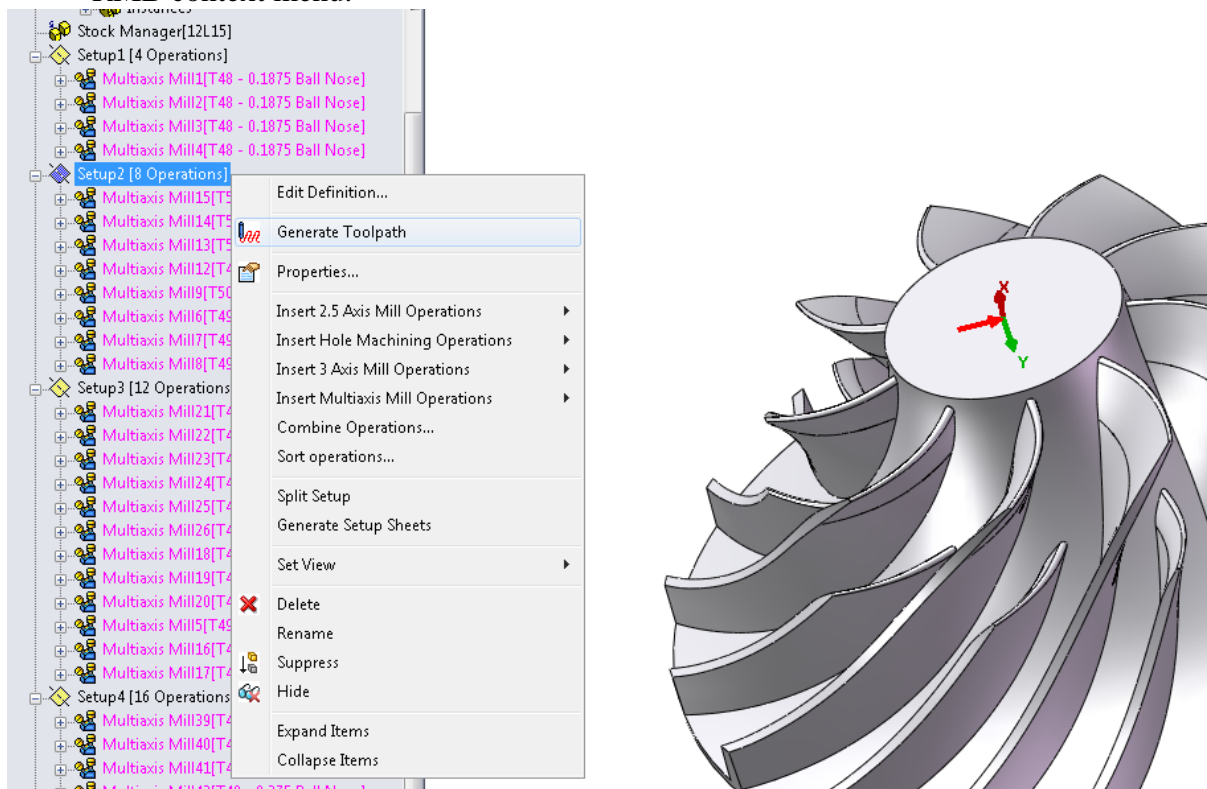 RMB context menu.
Instances
Stock Manager[12L15]
Setup1 [4 Operations]
Multiaxis Mill1[T48 - 0.1875 Ball Nose]
Multiaxis Mill2[T48 - 0.1875 Ball Nose]
Multiaxis Mill3[T48 - 0.1875 Ball Nose]
Multiaxis Mill4[T48 - 0.1875 Ball Nose]
Setup2 [8 Operations]
Multiaxis Mill15[T5
Multiaxis Mill14[T5
Multiaxis Mill13[T5
Multiaxis Mill12[T4
Multiaxis Mill9[T50
Multiaxis Mill6[T49
Multiaxis Mill7[T49
Multiaxis Mill8[T49
Setup3 [12 Operations
Multiaxis Mill21[T4
Multiaxis Mill22[T4
Multiaxis Mill23[T4
Multiaxis Mill24[T4
Multiaxis Mill25[T4
Multiaxis Mill26[T4
Multiaxis Mill18[T4
Multiaxis Mill19[T4
Multiaxis Mill20[T4
Multiaxis Mill5[T49
Multiaxis Mill16[T4
Multiaxis Mill17[T4
Setup4 [16 Operations
Multiaxis Mill39[T4
Multiaxis Mill40[T4
Multiaxis Mill41[T4
Edit Definition...
Generate Toolpath
Properties...
Insert 2.5 Axis Mill Operations
Insert Hole Machining Operations
Insert 3 Axis Mill Operations
Insert Multiaxis Mill Operations
Combine Operations...
Sort operations...
Split Setup
Generate Setup Sheets
Set View
Delete
Rename
Suppress
Hide
Expand Items
Collapse Items
X
Y